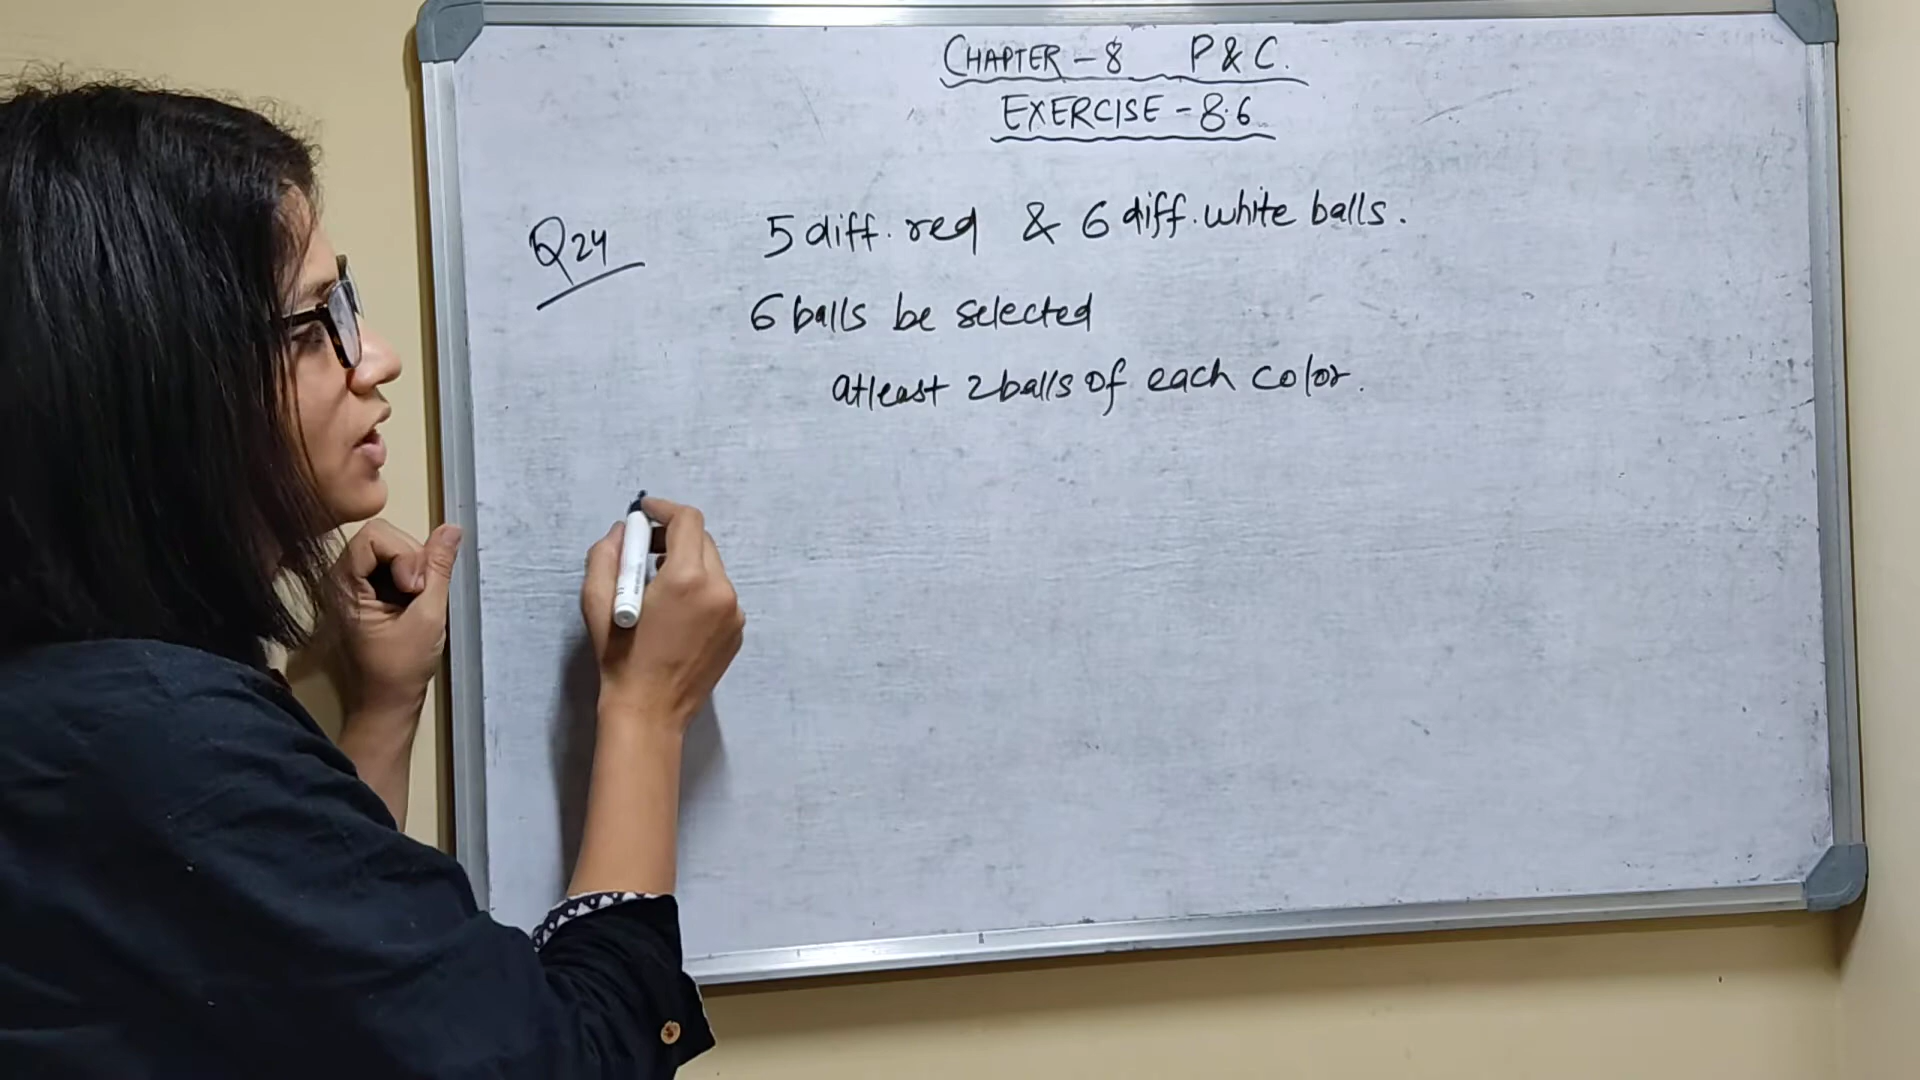 CHAPTER - 8 P & C.
EXERCISE - 8.6
Q24 5 diff. red & 6 diff. white balls.
6 balls be selected
atleast 2 balls of each color.